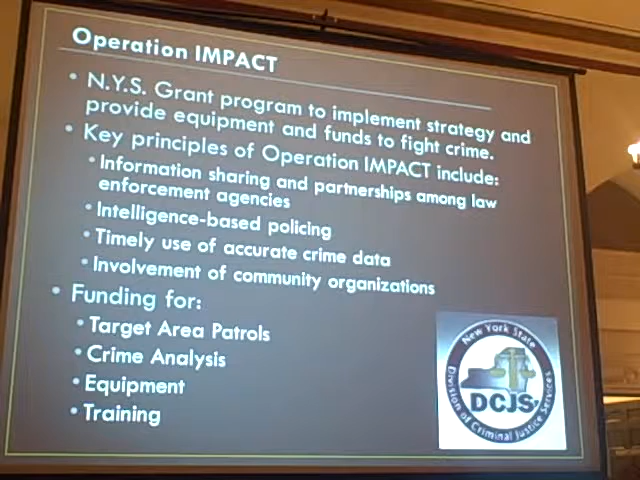 Operation IMPACT
• N.Y.S. Grant program to implement strategy and
provide equipment and funds to fight crime.
• Key principles of Operation IMPACT include:
• Information sharing and partnerships among law
enforcement agencies
• Intelligence-based policing
• Timely use of accurate crime data
• Involvement of community organizations
• Funding for:
• Target Area Patrols
• Crime Analysis
• Equipment
• Training
New York State
DCJS
Division of Criminal Justice Services